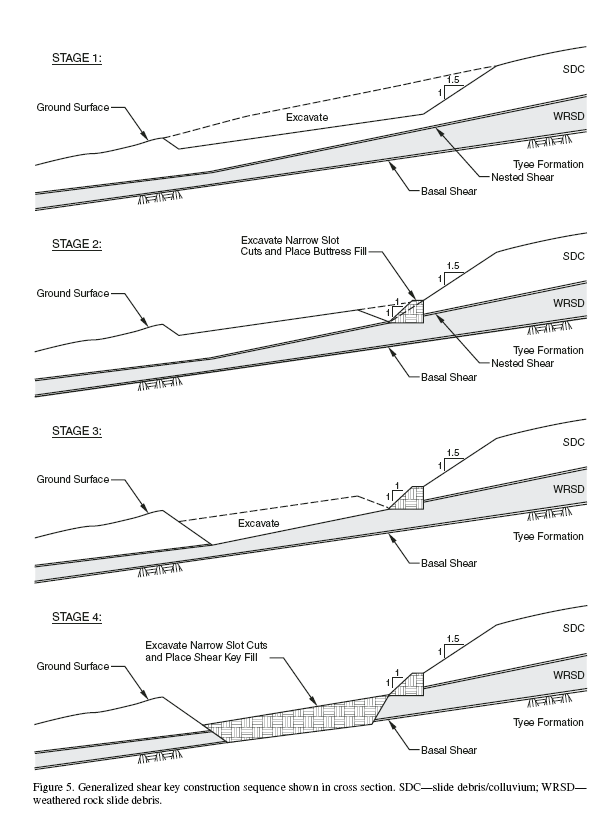 STAGE 1:
1.5
1
SDC
Ground Surface
Excavate
WRSD
Tyee Formation
Nested Shear
Basal Shear
STAGE 2:
Excavate Narrow Slot
Cuts and Place Buttress Fill
1.5
1
SDC
1
1
Ground Surface
WRSD
Tyee Formation
Nested Shear
Basal Shear
STAGE 3:
1.5
1
SDC
Ground Surface
1
1
WRSD
Excavate
Tyee Formation
Basal Shear
STAGE 4:
1.5
1
SDC
Excavate Narrow Slot Cuts
and Place Shear Key Fill
Ground Surface
1
1
WRSD
Tyee Formation
Basal Shear
Figure 5. Generalized shear key construction sequence shown in cross section. SDC—slide debris/colluvium; WRSD—
weathered rock slide debris.